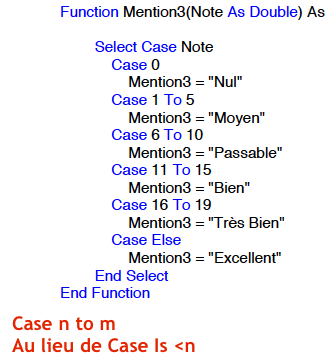 Function Mention3(Note As Double) As
Select Case Note
Case 0
Mention3 = "Nul"
Case 1 To 5
Mention3 = "Moyen"
Case 6 To 10
Mention3 = "Passable"
Case 11 To 15
Mention3 = "Bien"
Case 16 To 19
Mention3 = "Très Bien"
Case Else
Mention3 = "Excellent"
End Select
End Function
Case n to m
Au lieu de Case Is <n